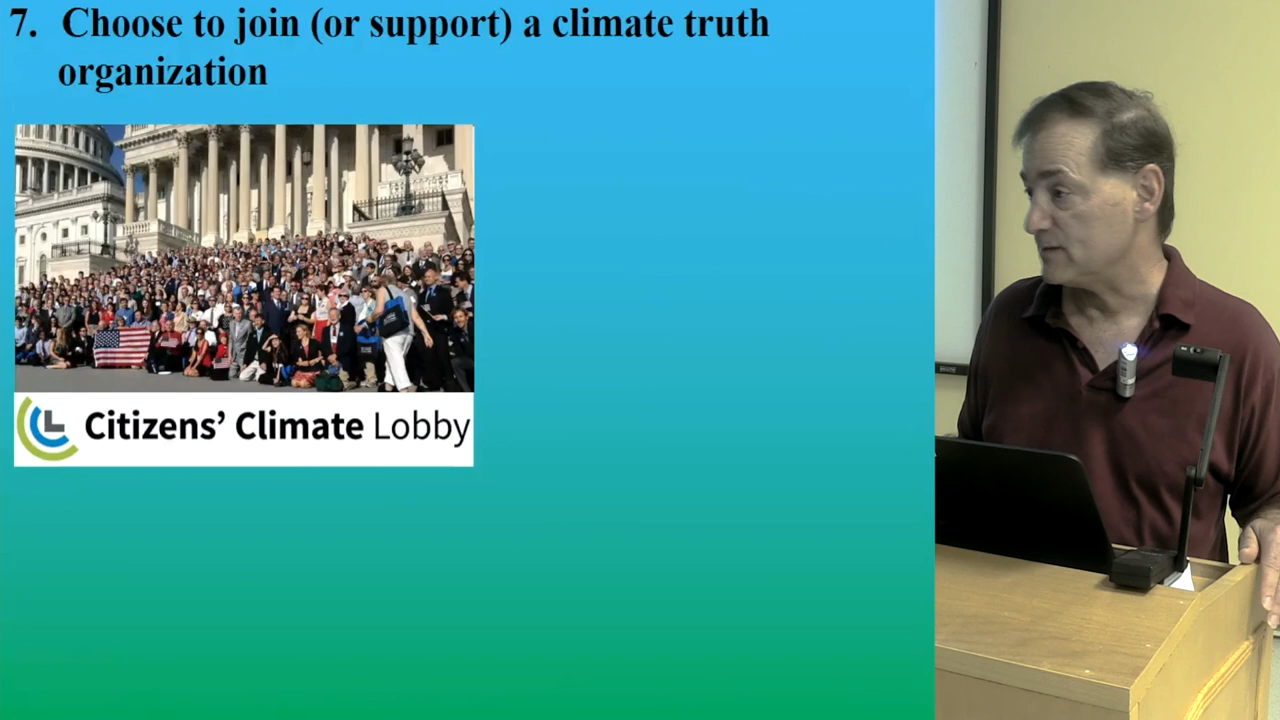 7. Choose to join (or support) a climate truth
organization
Citizens' Climate Lobby